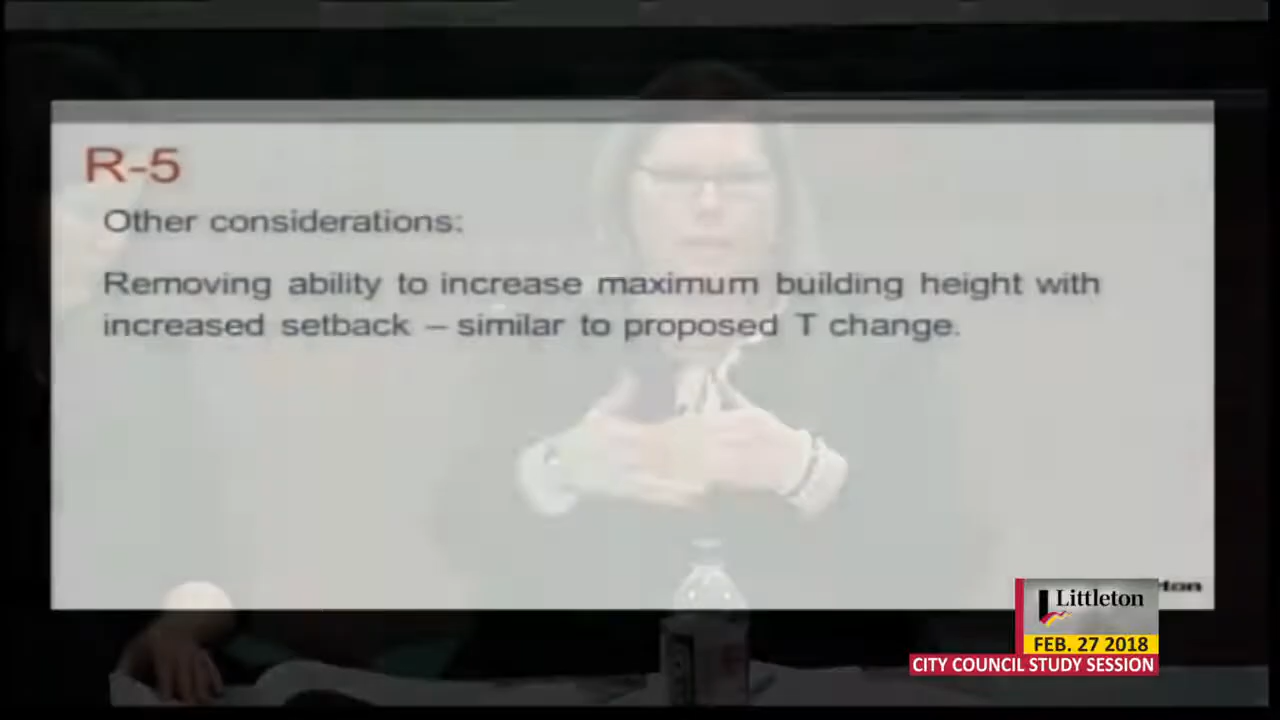 R-5
Other considerations:
Removing ability to increase maximum building height with
increased setback – similar to proposed T change.
Littleton
FEB. 27 2018
CITY COUNCIL STUDY SESSION